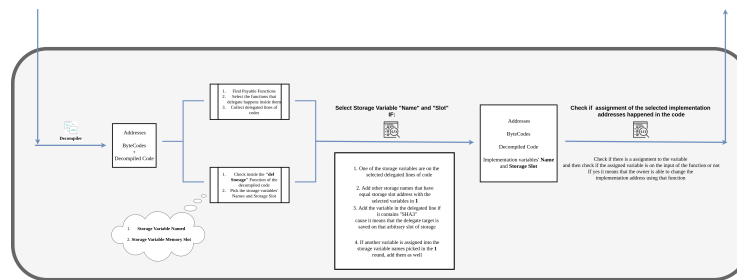 Decompiler
Addresses
ByteCodes
+
Decompiled Code
1. Find Payable Functions
2. Select the functions that
delegate happens inside them
3. Collect delegated lines of
codes
1. Check inside the "def
Storage" Function of the
decompiled code
2. Pick the storage variables'
Names and Storage Slot
1. Storage Variable Named
2. Storage Variable Memory Slot
Select Storage Variable "Name" and "Slot"
IF:
1. One of the storage variables are on the
selected delegated lines of code
2. Add other storage names that have
equal storage slot address with the
selected variables in 1
3. Add the variable in the delegated line if
it contains "SHA3"
cause it means that the delegate target is
saved on that arbitrary slot of storage
4. If another variable is assigned into the
storage variable names picked in the 1
round, add them as well
Addresses
ByteCodes
Decompiled Code
Implementation variables' Name
and Storage Slot
Check if assignment of the selected implementation
addresses happened in the code
Check if there is a assignment to the variable
and then check if the assigned variable is on the input of the function or not
If yes it means that the owner is able to change the
implementation address using that function